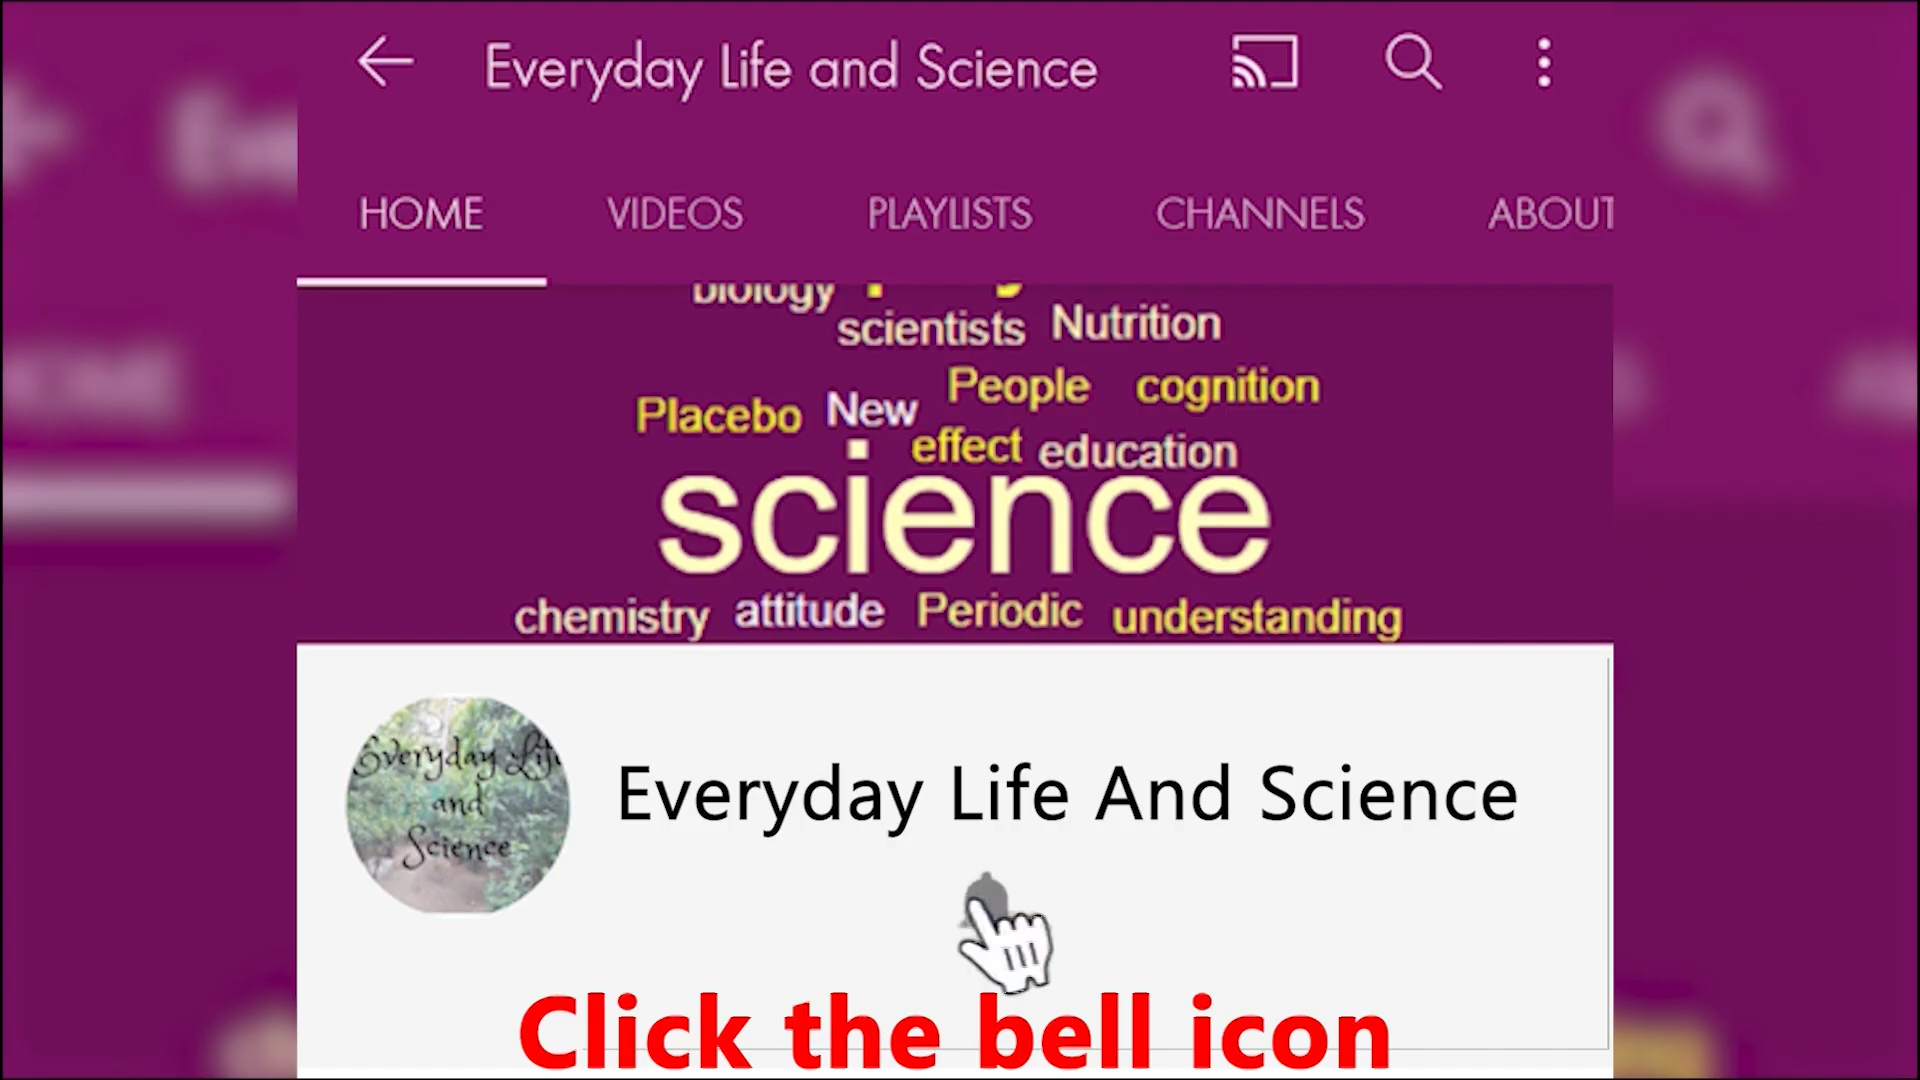 Everyday Life and Science
HOME VIDEOS PLAYLISTS CHANNELS ABOUT
biology
scientists Nutrition
People cognition
Placebo New
effect education
science
chemistry attitude Periodic understanding
Everyday Life
and
Science
Everyday Life And Science
Click the bell icon